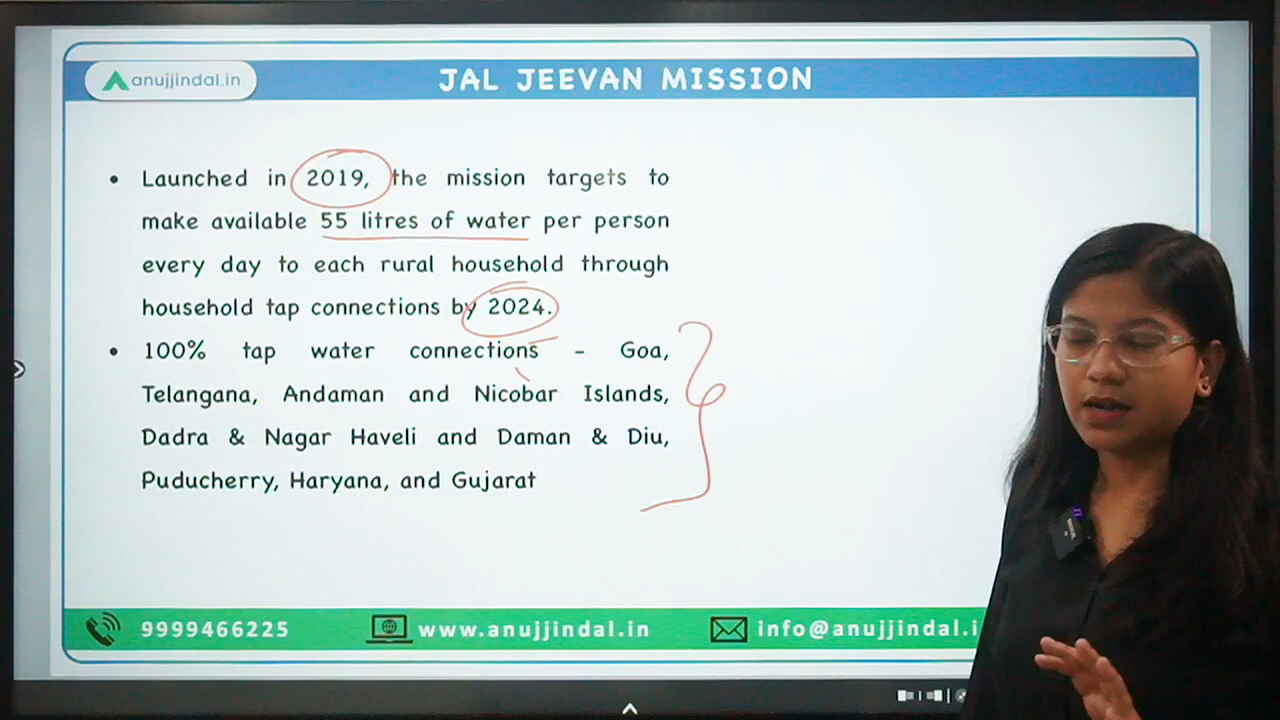 anujjindal.in
JAL JEEVAN MISSION
• Launched in 2019, the mission targets to
make available 55 litres of water per person
every day to each rural household through
household tap connections by 2024.
• 100% tap water connections - Goa,
Telangana, Andaman and Nicobar Islands,
Dadra & Nagar Haveli and Daman & Diu,
Puducherry, Haryana, and Gujarat
9999466225
www.anujjindal.in
info@anujjindal.i